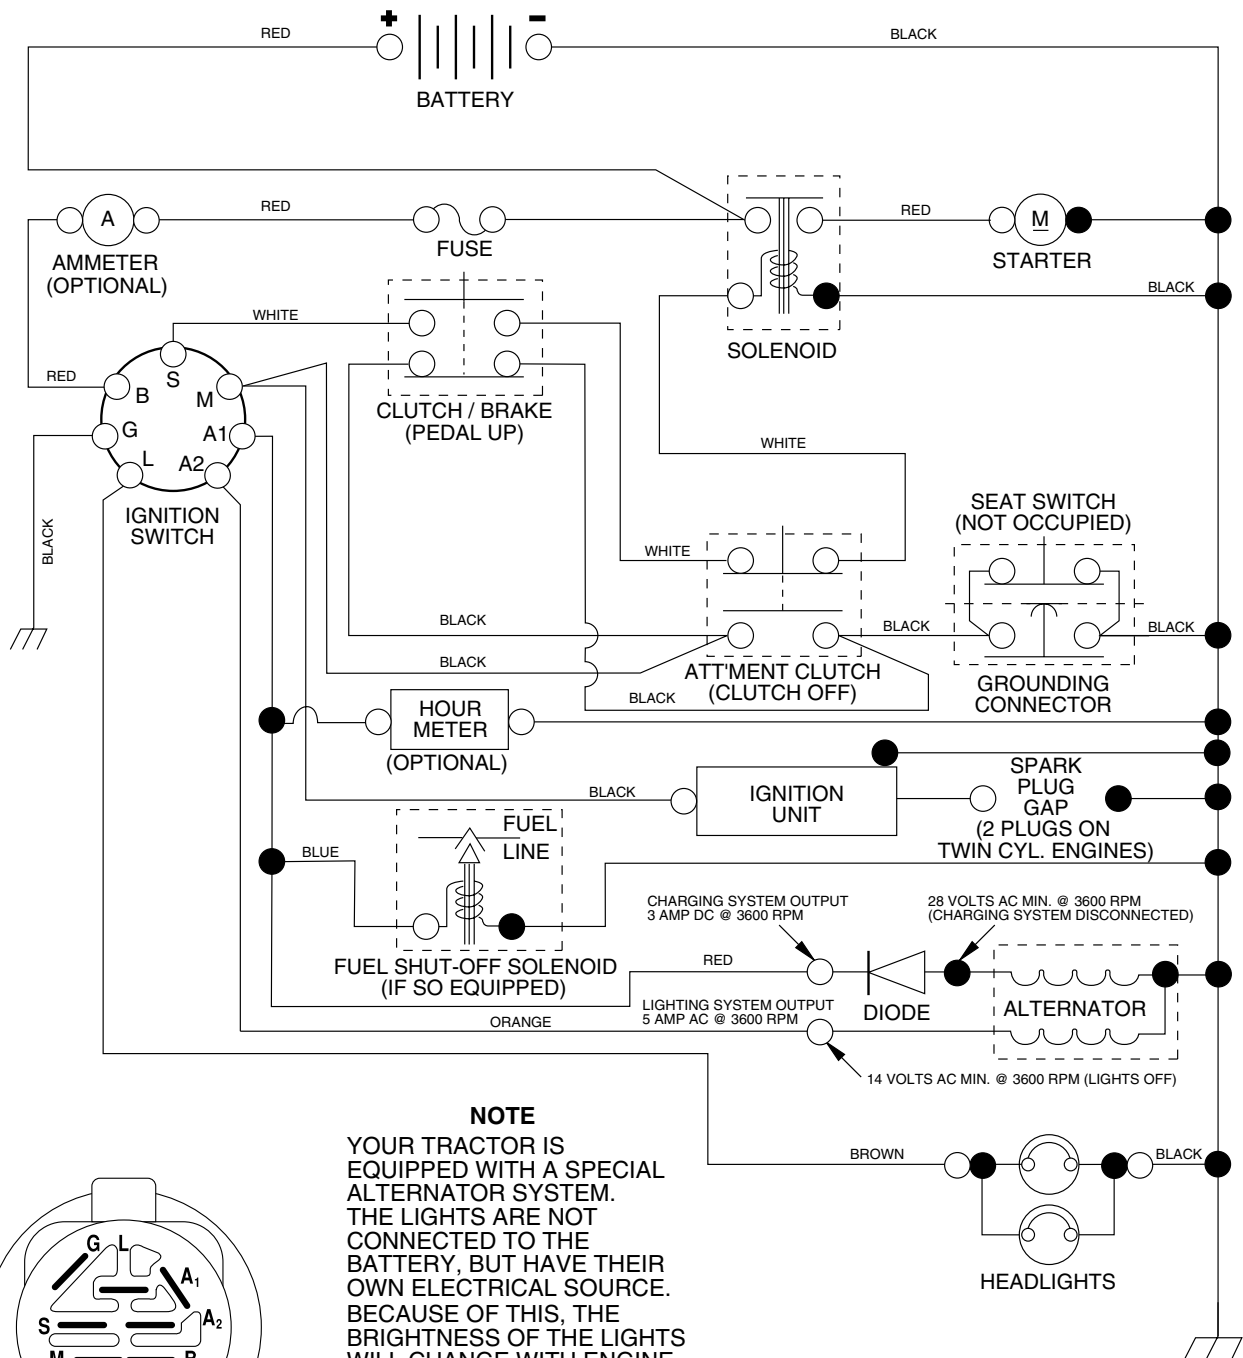 + −
RED
BLACK
BATTERY
A
RED
FUSE
RED
M
STARTER
AMMETER
(OPTIONAL)
BLACK
SOLENOID
WHITE
S
RED
B
M
CLUTCH / BRAKE
(PEDAL UP)
G
A1
L
A2
IGNITION
SWITCH
BLACK
WHITE
SEAT SWITCH
(NOT OCCUPIED)
WHITE
BLACK
BLACK
BLACK
BLACK
ATT'MENT CLUTCH
(CLUTCH OFF)
BLACK
GROUNDING
CONNECTOR
HOUR
METER
(OPTIONAL)
BLACK
IGNITION
UNIT
SPARK
PLUG
GAP
(2 PLUGS ON
TWIN CYL. ENGINES)
FUEL
LINE
BLUE
FUEL SHUT-OFF SOLENOID
(IF SO EQUIPPED)
CHARGING SYSTEM OUTPUT
3 AMP DC @ 3600 RPM
28 VOLTS AC MIN. @ 3600 RPM
(CHARGING SYSTEM DISCONNECTED)
RED
DIODE
ALTERNATOR
LIGHTING SYSTEM OUTPUT
5 AMP AC @ 3600 RPM
ORANGE
14 VOLTS AC MIN. @ 3600 RPM (LIGHTS OFF)
BROWN
BLACK
HEADLIGHTS
NOTE
YOUR TRACTOR IS
EQUIPPED WITH A SPECIAL
ALTERNATOR SYSTEM.
THE LIGHTS ARE NOT
CONNECTED TO THE
BATTERY, BUT HAVE THEIR
OWN ELECTRICAL SOURCE.
BECAUSE OF THIS, THE
BRIGHTNESS OF THE LIGHTS
WILL CHANGE WITH ENGINE
G L
A1
A2
S
M
B